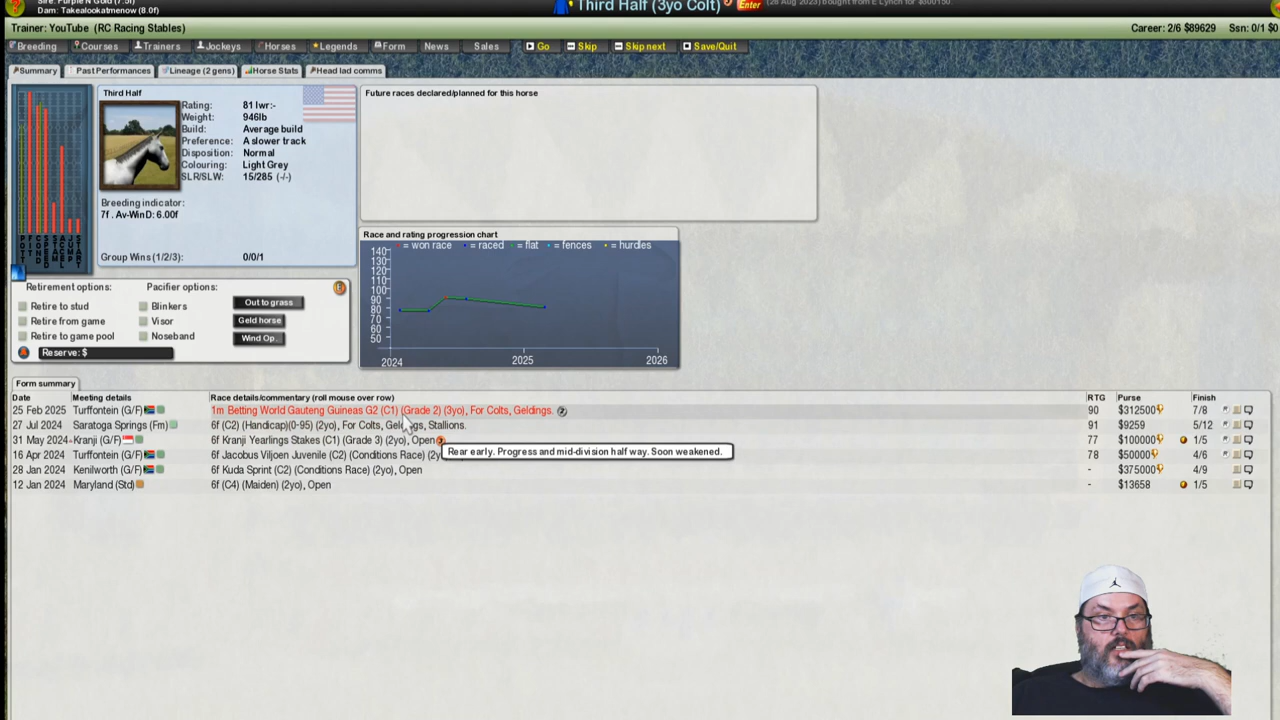 Sire: Purple N Gold (7.5f)
Dam: Takealookatmenow (8.0f)
Third Half (3yo Colt)
Enter
(28 Aug 2023) bought from E Lynch for $300150.
Trainer: YouTube (RC Racing Stables)
Career: 2/6 $89629 Ssn: 0/1 $0
Breeding Courses Trainers Jockeys Horses Legends Form News Sales Go Skip Skip next Save/Quit
Summary Past Performances Lineage (2 gens) Horse Stats Head lad comms
Third Half
Rating: 81 lwr:-
Weight: 946lb
Build: Average build
Preference: A slower track
Disposition: Normal
Colouring: Light Grey
SLR/SLW: 15/285 (-/-)
Breeding indicator:
7f. Av-WinD: 6.00f
Group Wins (1/2/3): 0/0/1
Future races declared/planned for this horse
Race and rating progression chart
= won race = raced = flat = fences = hurdles
140
130
120
110
100
90
80
70
60
50
2024 2025 2026
Retirement options: Pacifier options:
Retire to stud Blinkers Out to grass
Retire from game Visor Geld horse
Retire to game pool Noseband Wind Op.
Reserve: $
Form summary
Date Meeting details Race details/commentary (roll mouse over row) RTG Purse Finish
25 Feb 2025 Turffontein (G/F) 1m Betting World Gauteng Guineas G2 (C1) (Grade 2) (3yo), For Colts, Geldings. 90 $312500 7/8
27 Jul 2024 Saratoga Springs (Fm) 6f (C2) (Handicap)(0-95) (2yo), For Colts, Geldings, Stallions. 91 $9259 5/12
31 May 2024 Kranji (G/F) 6f Kranji Yearlings Stakes (C1) (Grade 3) (2yo), Open 77 $100000 1/5
Rear early. Progress and mid-division half way. Soon weakened.
16 Apr 2024 Turffontein (G/F) 6f Jacobus Viljoen Juvenile (C2) (Conditions Race) (2y 78 $50000 4/6
28 Jan 2024 Kenilworth (G/F) 6f Kuda Sprint (C2) (Conditions Race) (2yo), Open - $375000 4/9
12 Jan 2024 Maryland (Std) 6f (C4) (Maiden) (2yo), Open - $13658 1/5